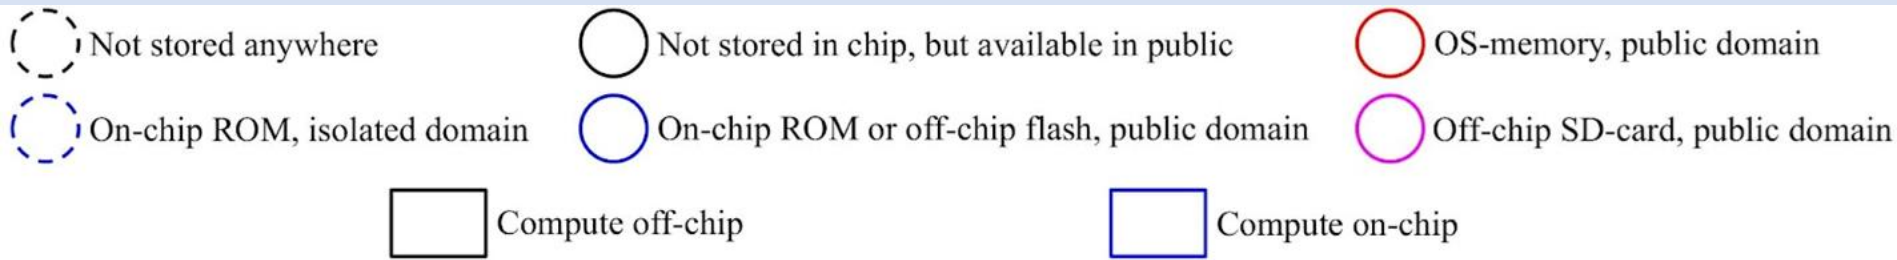 Not stored anywhere
Not stored in chip, but available in public
OS-memory, public domain
On-chip ROM, isolated domain
On-chip ROM or off-chip flash, public domain
Off-chip SD-card, public domain
Compute off-chip
Compute on-chip